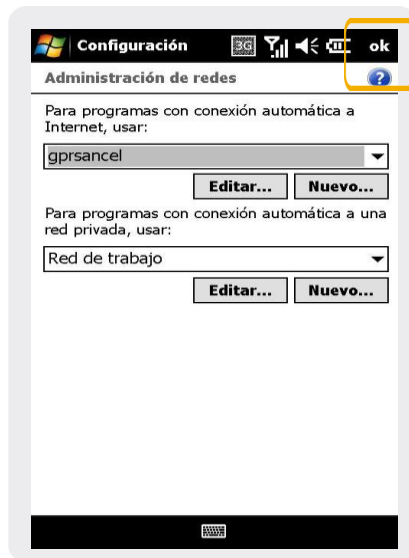 Configuración 3G ok
Administración de redes ?
Para programas con conexión automática a
Internet, usar:
gprsancel
Editar... Nuevo...
Para programas con conexión automática a una
red privada, usar:
Red de trabajo
Editar... Nuevo...